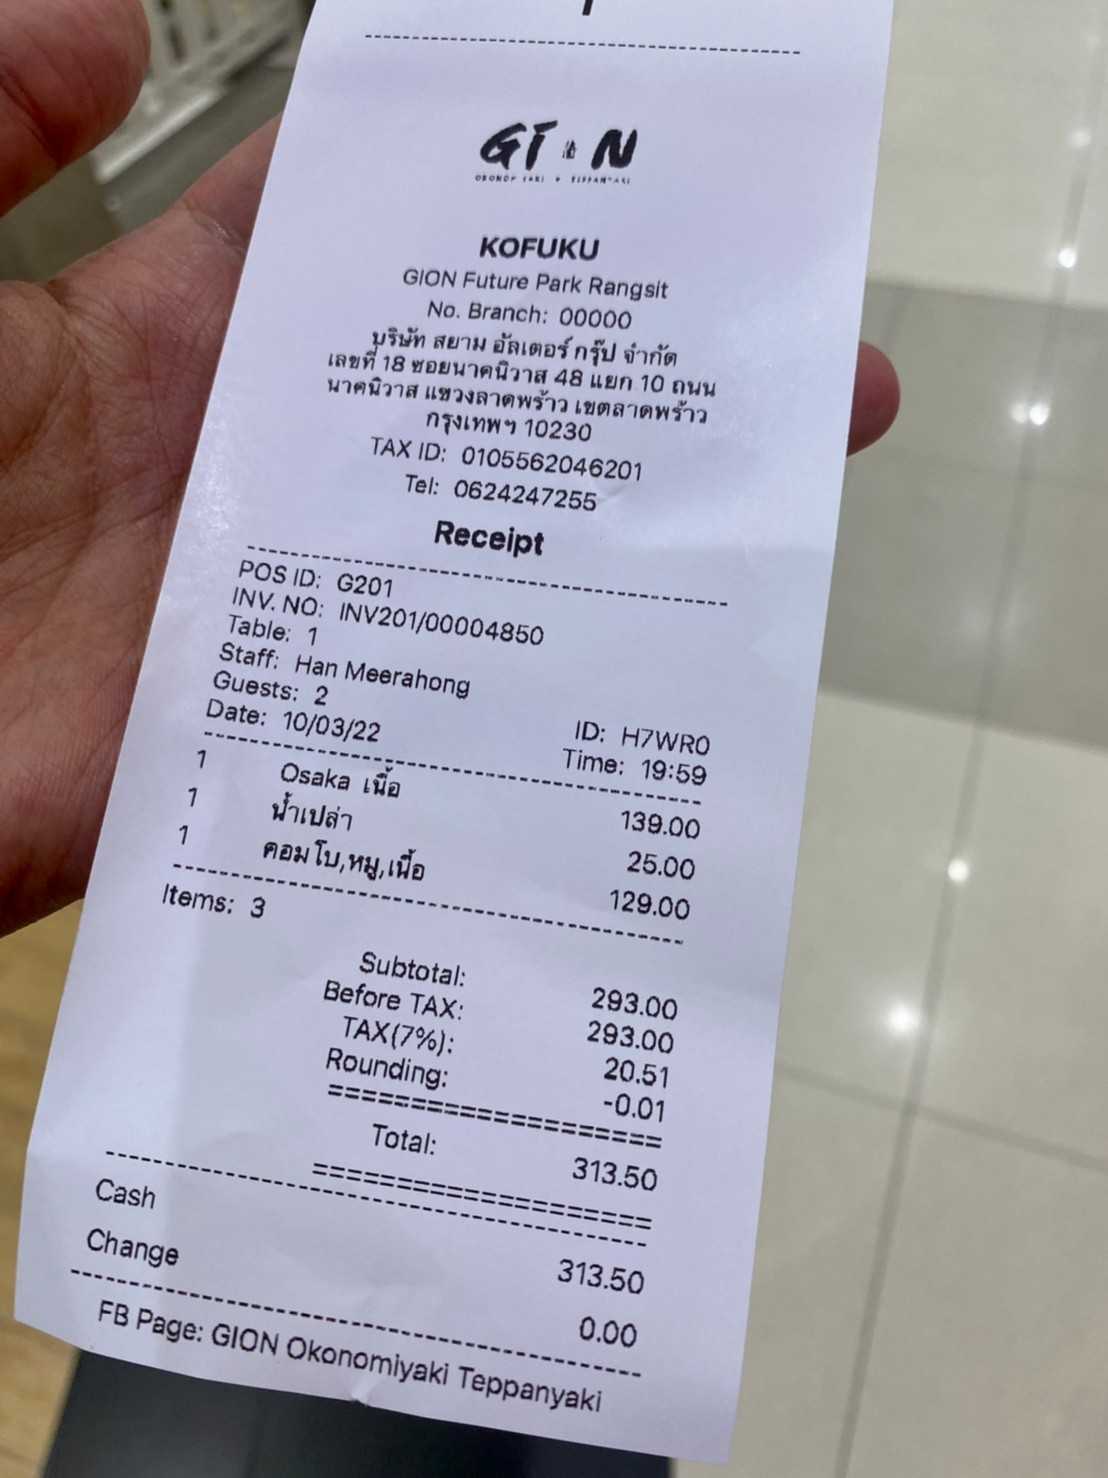 GION
OKONOMIYAKI & TEPPANYAKI
KOFUKU
GION Future Park Rangsit
No. Branch: 00000
บริษัท สยาม อัลเตอร์ กรุ๊ป จำกัด
เลขที่ 18 ซอยนาคนิวาส 48 แยก 10 ถนน
นาคนิวาส แขวงลาดพร้าว เขตลาดพร้าว
กรุงเทพฯ 10230
TAX ID: 0105562046201
Tel: 0624247255
Receipt
POS ID: G201
INV. NO: INV201/00004850
Table: 1
Staff: Han Meerahong
Guests: 2 ID: H7WR0
Date: 10/03/22 Time: 19:59
1 Osaka เนื้อ 139.00
1 น้ำเปล่า 25.00
1 คอมโบ,หมู,เนื้อ 129.00
Items: 3
Subtotal: 293.00
Before TAX: 293.00
TAX(7%): 20.51
Rounding: -0.01
Total: 313.50
Cash 313.50
Change 0.00
FB Page: GION Okonomiyaki Teppanyaki